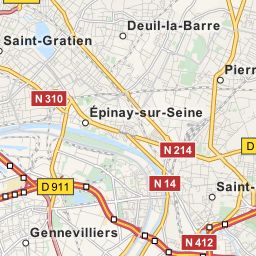 Deuil-la-Barre
Saint-Gratien
Pierr
N 310
Épinay-sur-Seine
N 214
D
N 14
D 911
Saint-
Gennevilliers
N 412